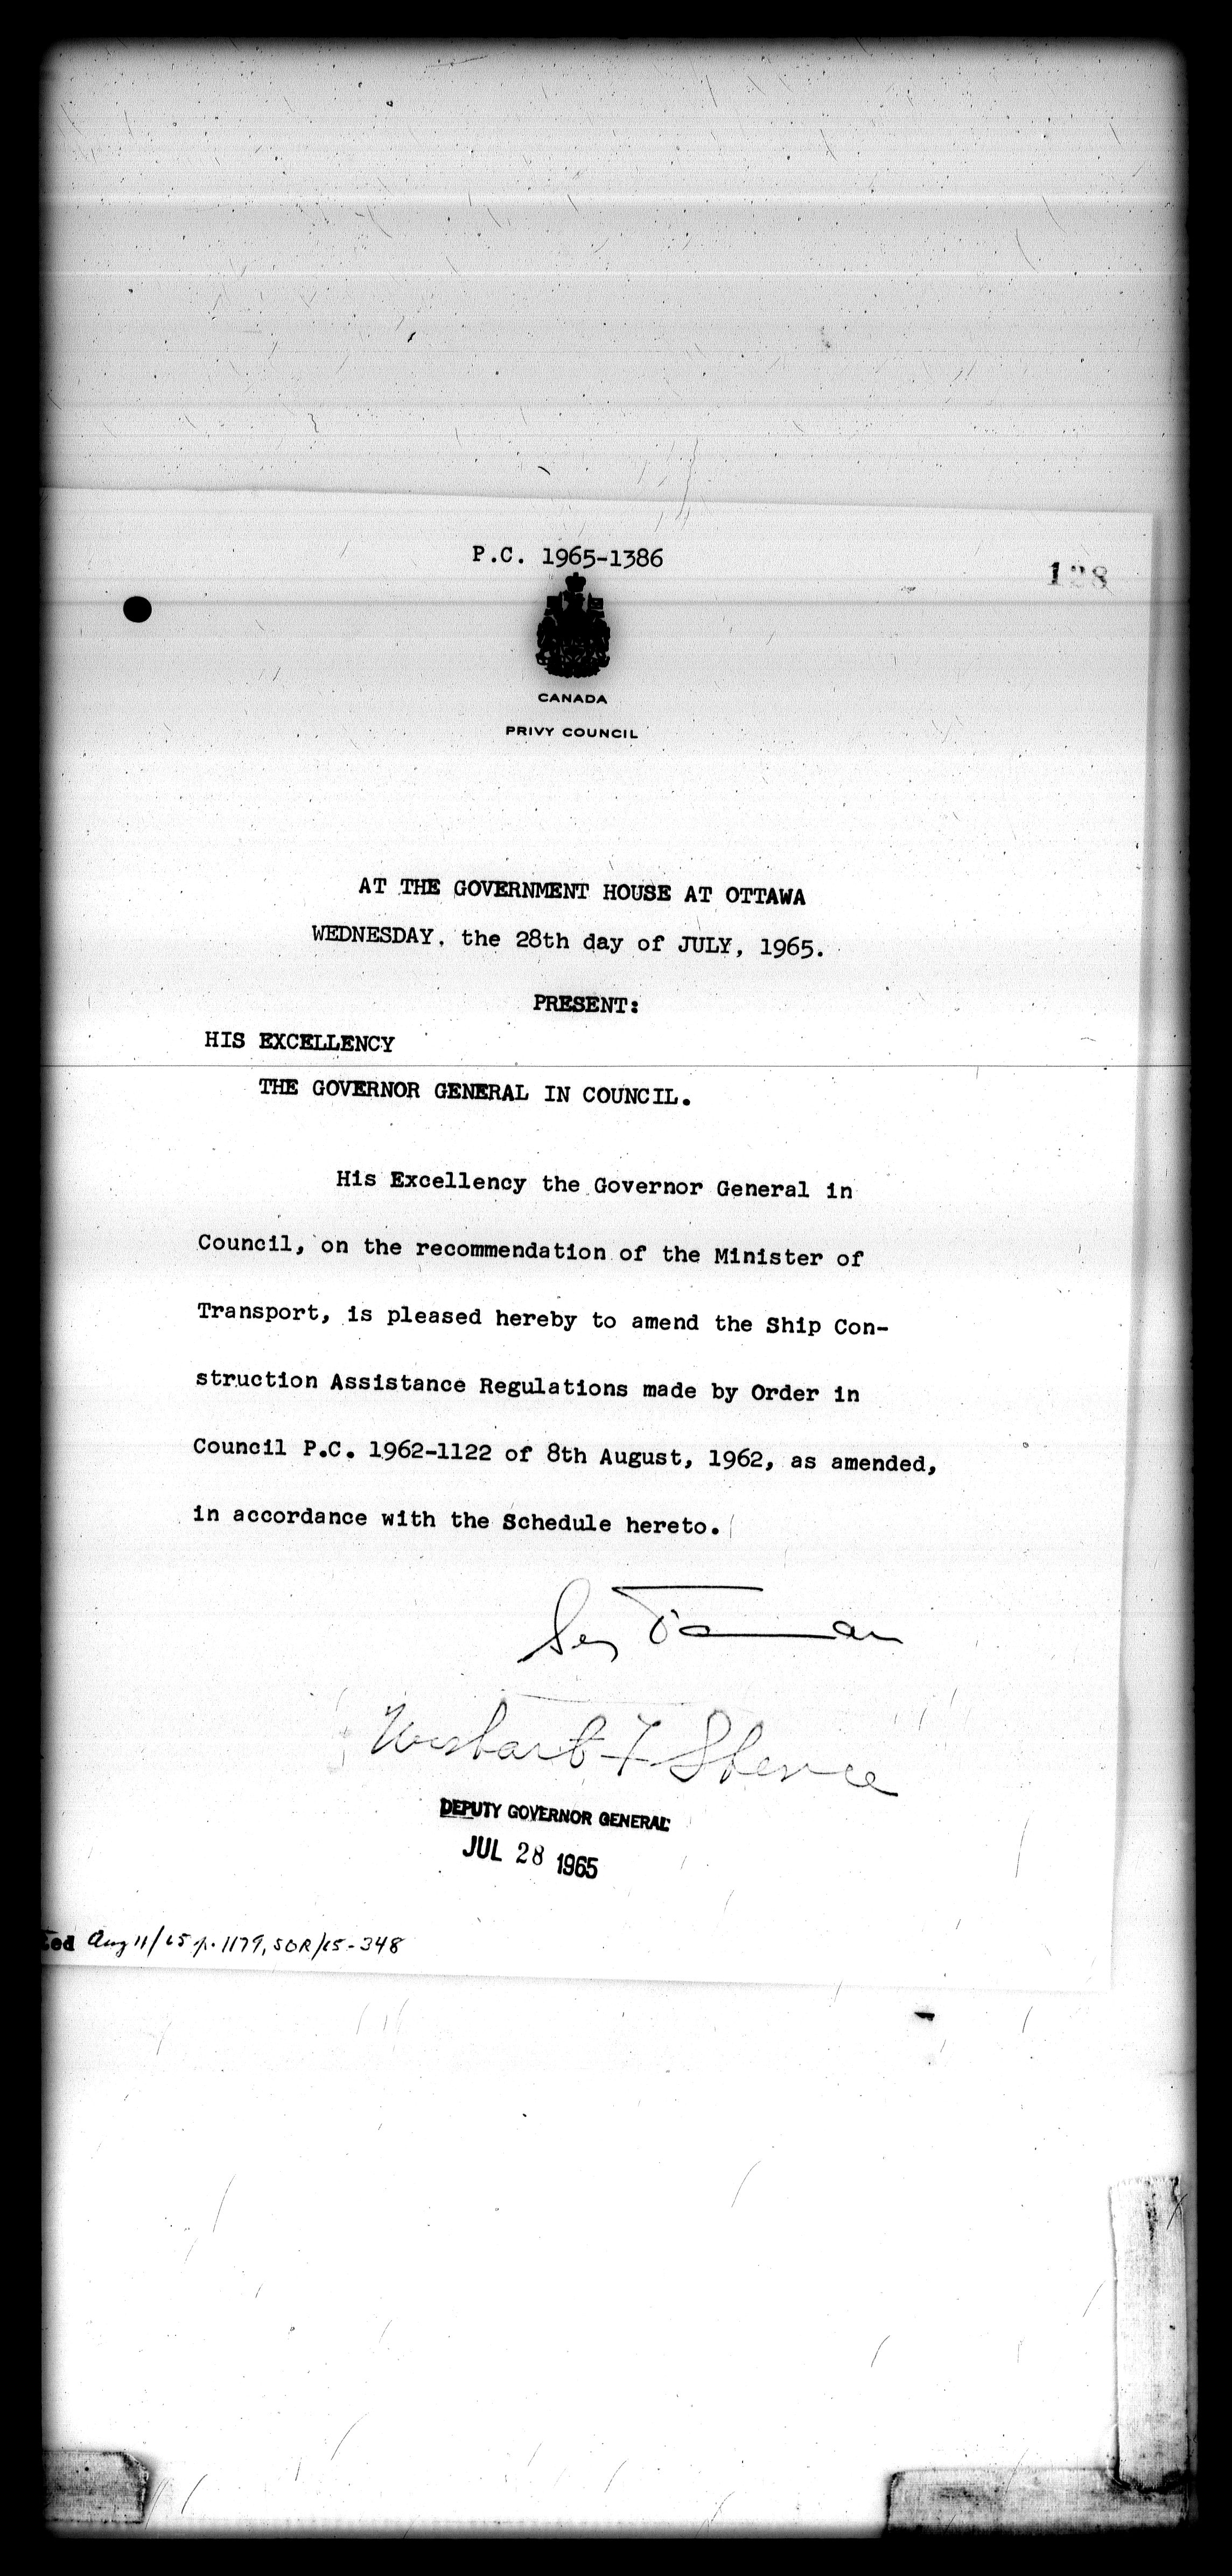 P.C. 1965-1386
128
CANADA
PRIVY COUNCIL
AT THE GOVERNMENT HOUSE AT OTTAWA
WEDNESDAY, the 28th day of JULY, 1965.
PRESENT:
HIS EXCELLENCY
THE GOVERNOR GENERAL IN COUNCIL.
His Excellency the Governor General in
Council, on the recommendation of the Minister of
Transport, is pleased hereby to amend the Ship Con-
struction Assistance Regulations made by Order in
Council P.C. 1962-1122 of 8th August, 1962, as amended,
in accordance with the Schedule hereto.
Wishart F Spence
DEPUTY GOVERNOR GENERAL
JUL 28 1965
Aug 11/65 p. 1179, SOR/65-348